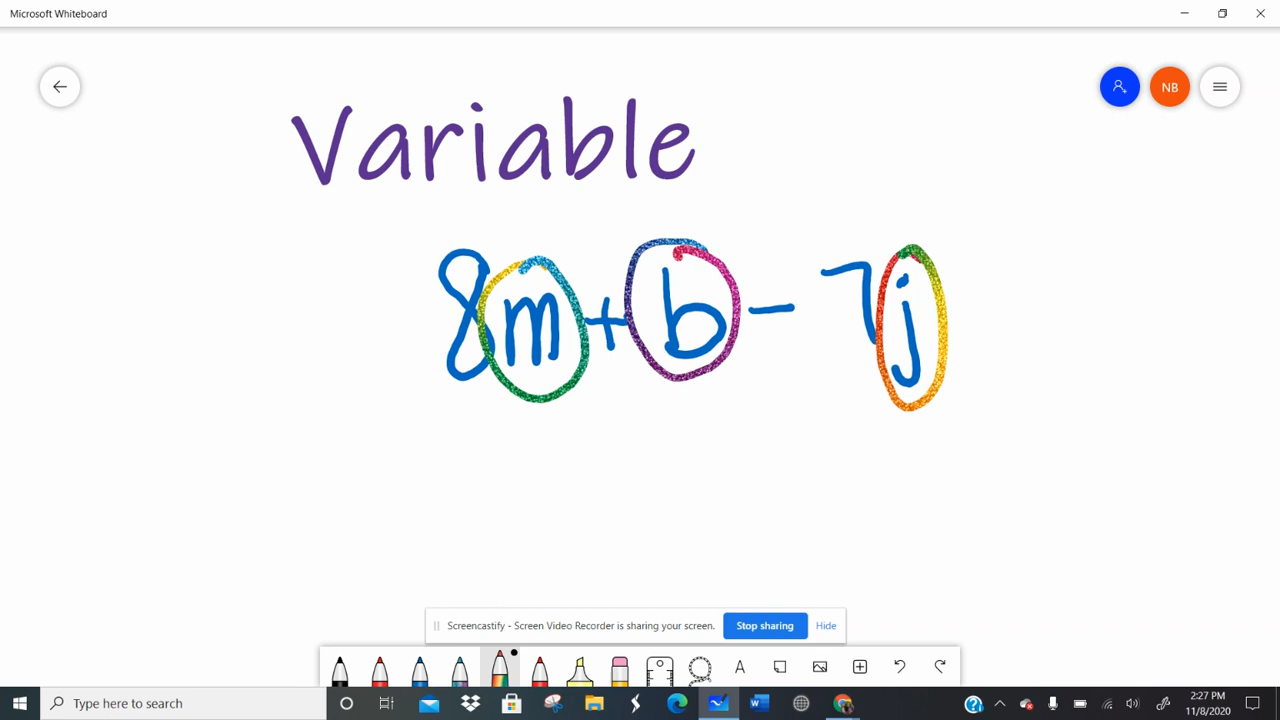 Microsoft Whiteboard
NB
Variable
8m + b - 7j
Screencastify - Screen Video Recorder is sharing your screen. Stop sharing Hide
A
Type here to search
2:27 PM
11/8/2020